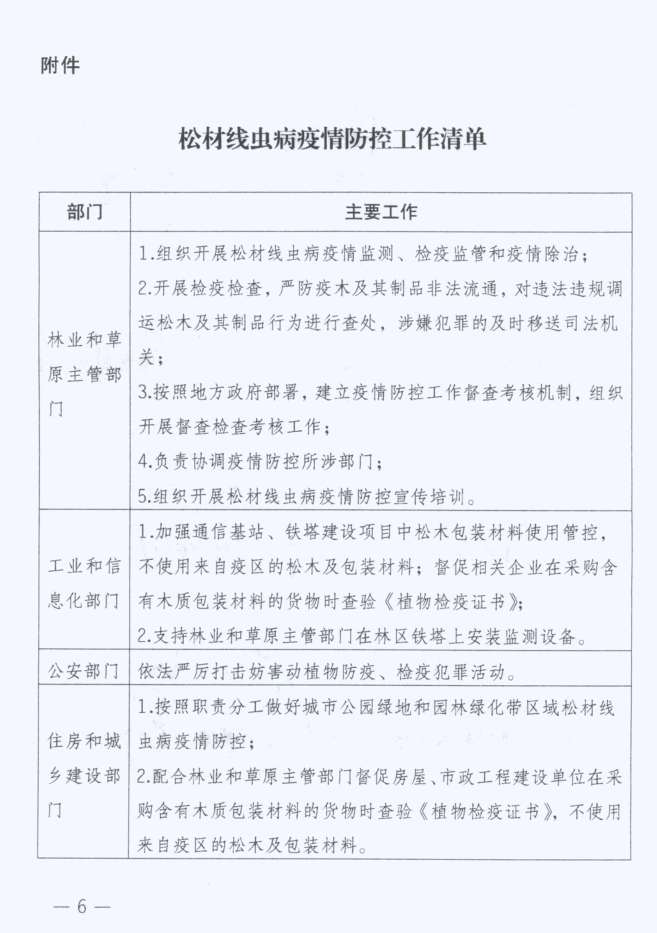 附件
松材线虫病疫情防控工作清单
部门
主要工作
林业和草
原主管部
门
1.组织开展松材线虫病疫情监测、检疫监管和疫情除治；
2.开展检疫检查，严防疫木及其制品非法流通，对违法违规调
运松木及其制品行为进行查处，涉嫌犯罪的及时移送司法机
关；
3.按照地方政府部署，建立疫情防控工作督查考核机制，组织
开展督查检查考核工作；
4.负责协调疫情防控所涉部门；
5.组织开展松材线虫病疫情防控宣传培训。
工业和信
息化部门
1.加强通信基站、铁塔建设项目中松木包装材料使用管控，
不使用来自疫区的松木及包装材料；督促相关企业在采购含
有木质包装材料的货物时查验《植物检疫证书》；
2.支持林业和草原主管部门在林区铁塔上安装监测设备。
公安部门
依法严厉打击妨害动植物防疫、检疫犯罪活动。
住房和城
乡建设部
门
1.按照职责分工做好城市公园绿地和园林绿化带区域松材线
虫病疫情防控；
2.配合林业和草原主管部门督促房屋、市政工程建设单位在采
购含有木质包装材料的货物时查验《植物检疫证书》，不使用
来自疫区的松木及包装材料。
— 6 —